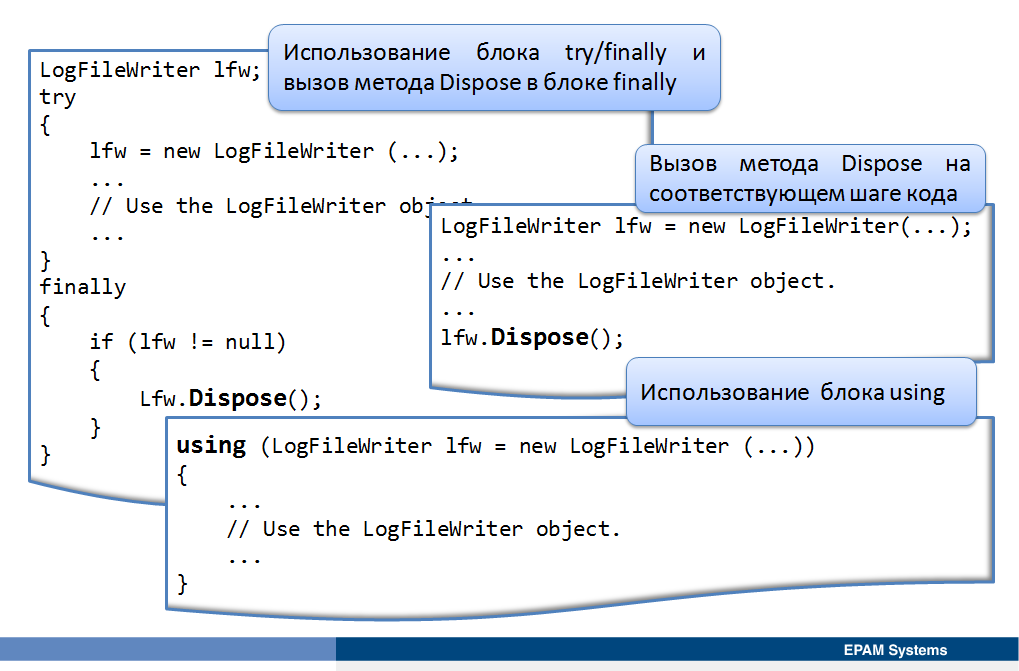 Использование блока try/finally и
вызов метода Dispose в блоке finally
LogFileWriter lfw;
try
{
lfw = new LogFileWriter (...);
...
// Use the LogFileWriter object
...
}
finally
{
if (lfw != null)
{
Lfw.Dispose();
}
}
Вызов метода Dispose на
соответствующем шаге кода
LogFileWriter lfw = new LogFileWriter(...);
...
// Use the LogFileWriter object.
...
lfw.Dispose();
Использование блока using
using (LogFileWriter lfw = new LogFileWriter (...))
{
...
// Use the LogFileWriter object.
...
}
EPAM Systems